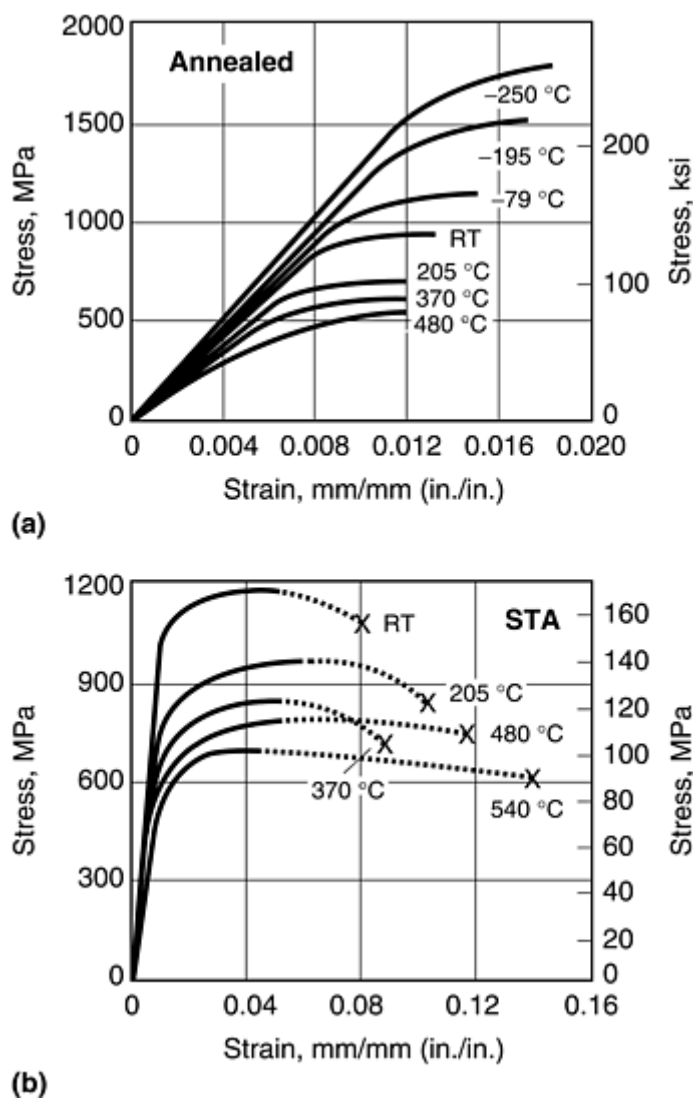 2000
Annealed
–250 °C
1500
200
–195 °C
–79 °C
Stress, MPa
Stress, ksi
1000
RT
205 °C
100
370 °C
500
480 °C
0
0
0
0.004
0.008
0.012
0.016
0.020
Strain, mm/mm (in./in.)
(a)
1200
STA
160
RT
140
900
205 °C
120
480 °C
Stress, MPa
Stress, MPa
100
600
370 °C
540 °C
80
60
300
40
20
0
0
0
0.04
0.08
0.12
0.16
Strain, mm/mm (in./in.)
(b)